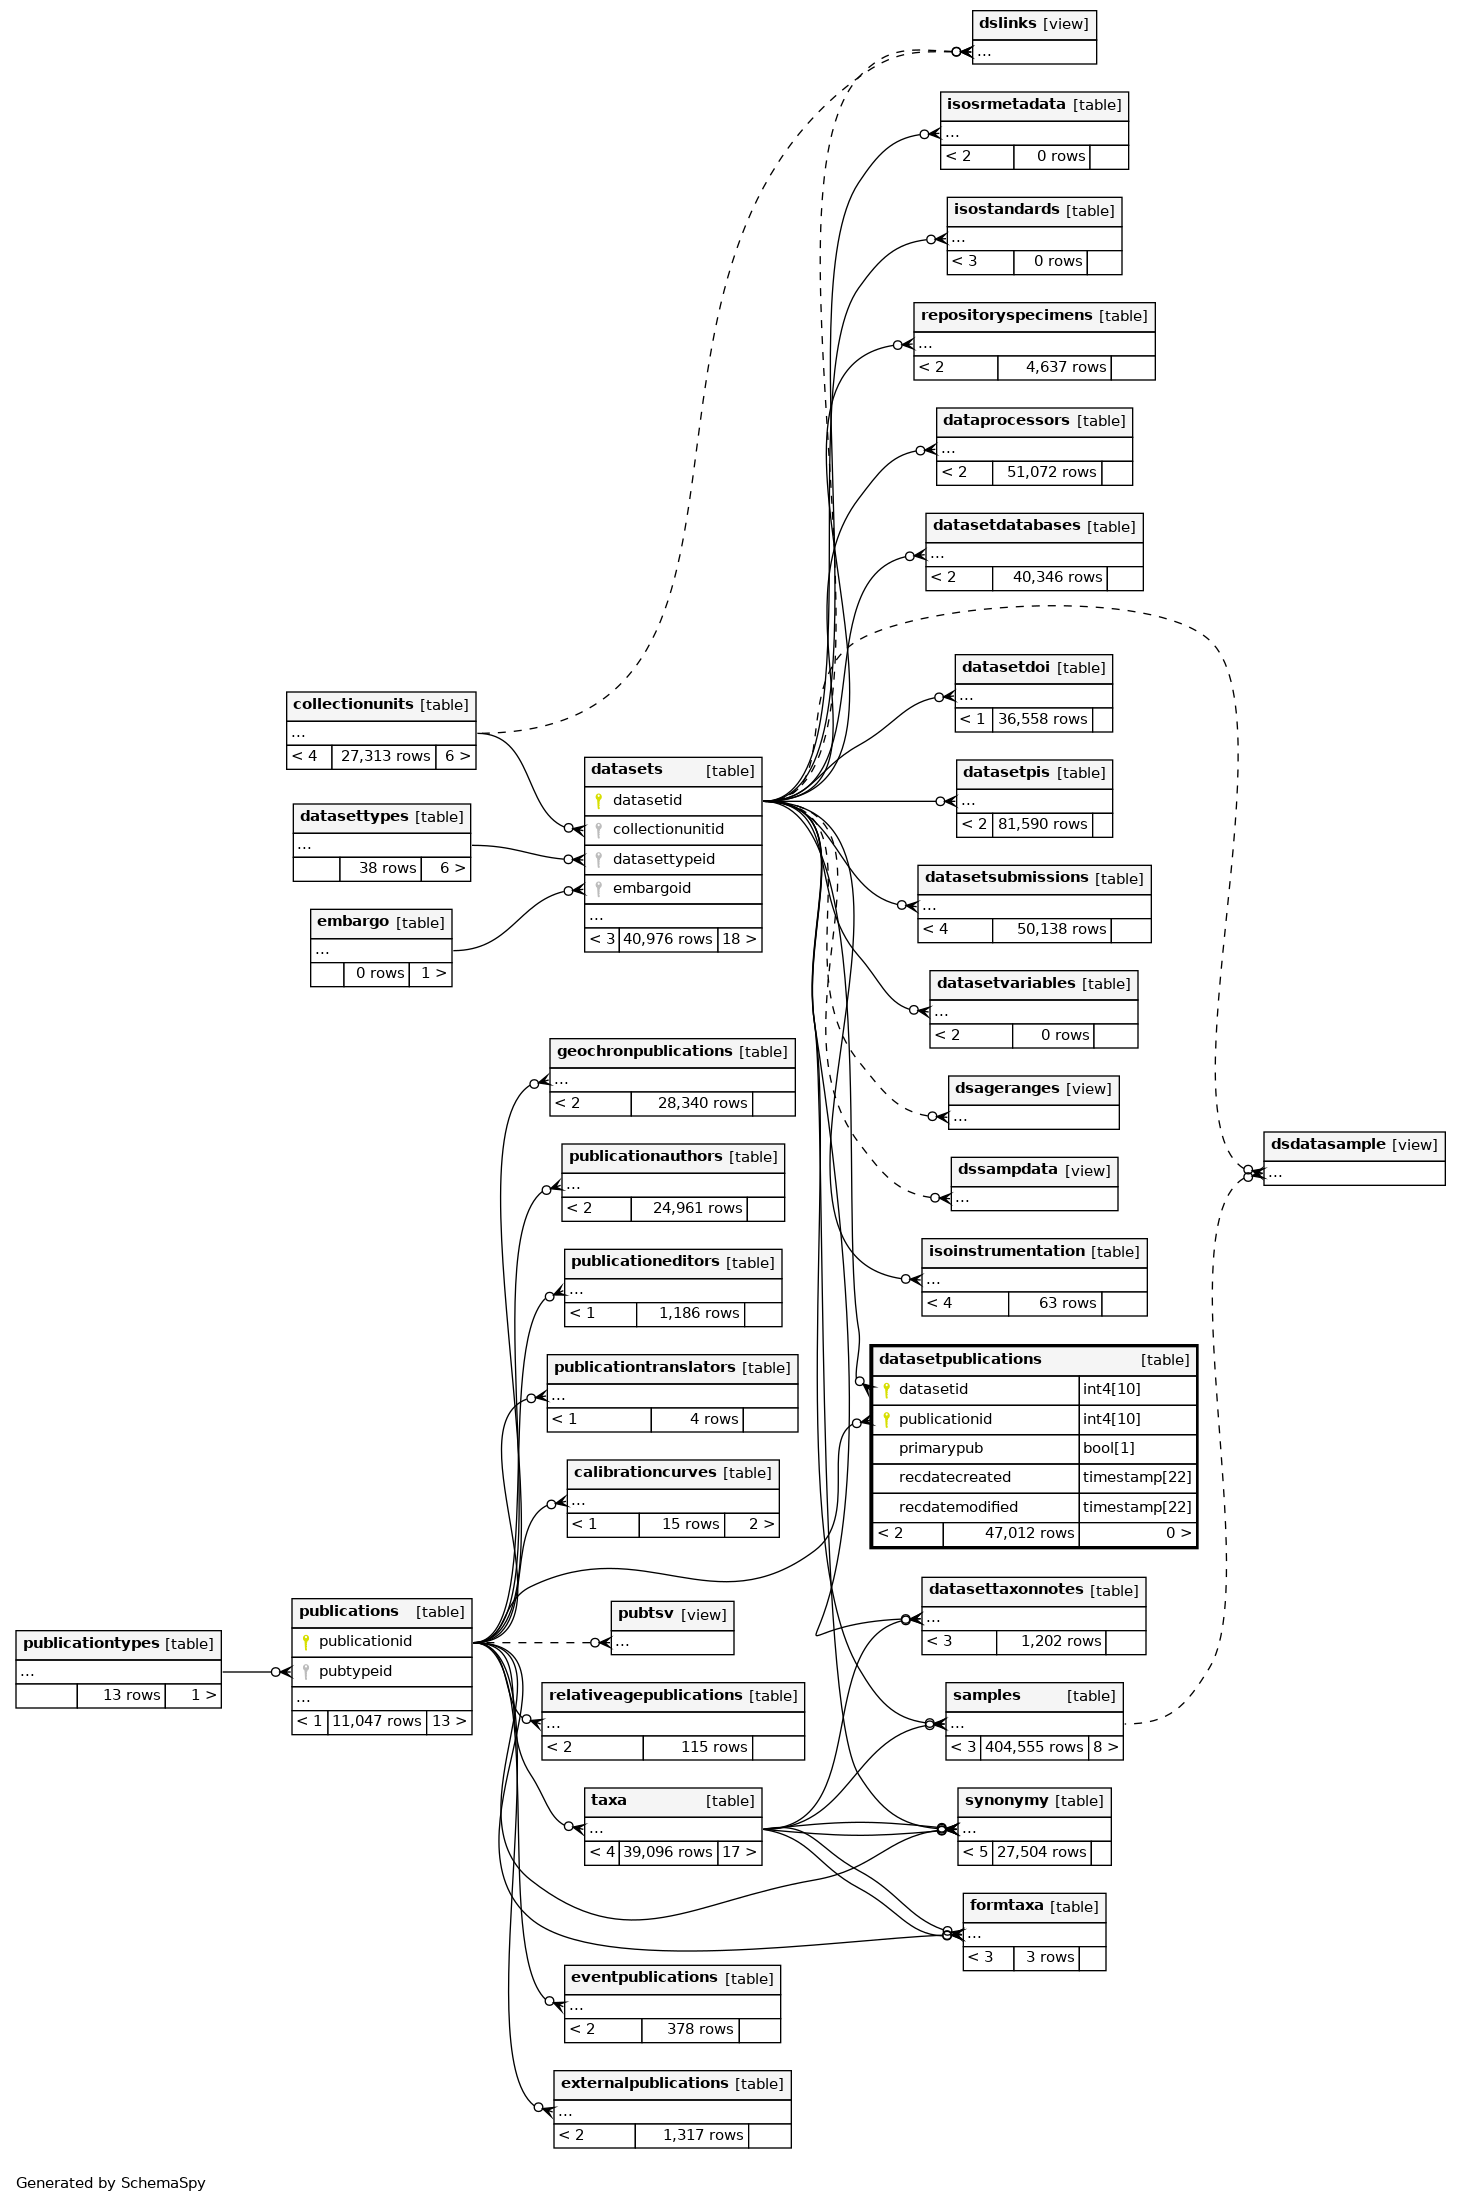 dslinks [view]
...
isosrmetadata [table]
...
< 2 0 rows
isostandards [table]
...
< 3 0 rows
repositoryspecimens [table]
...
< 2 4,637 rows
dataprocessors [table]
...
< 2 51,072 rows
datasetdatabases [table]
...
< 2 40,346 rows
datasetdoi [table]
...
< 1 36,558 rows
collectionunits [table]
...
< 4 27,313 rows 6 >
datasets [table]
datasetid
collectionunitid
datasettypeid
embargoid
...
< 3 40,976 rows 18 >
datasetpis [table]
...
< 2 81,590 rows
datasettypes [table]
...
38 rows 6 >
datasetsubmissions [table]
...
< 4 50,138 rows
embargo [table]
...
0 rows 1 >
datasetvariables [table]
...
< 2 0 rows
geochronpublications [table]
...
< 2 28,340 rows
dsageranges [view]
...
dsdatasample [view]
...
publicationauthors [table]
...
< 2 24,961 rows
dssampdata [view]
...
publicationeditors [table]
...
< 1 1,186 rows
isoinstrumentation [table]
...
< 4 63 rows
publicationtranslators [table]
...
< 1 4 rows
datasetpublications [table]
datasetid int4[10]
publicationid int4[10]
primarypub bool[1]
recdatecreated timestamp[22]
recdatemodified timestamp[22]
< 2 47,012 rows 0 >
calibrationcurves [table]
...
< 1 15 rows 2 >
datasettaxonnotes [table]
...
< 3 1,202 rows
publications [table]
publicationid
pubtypeid
...
< 1 11,047 rows 13 >
pubtsv [view]
...
publicationtypes [table]
...
13 rows 1 >
relativeagepublications [table]
...
< 2 115 rows
samples [table]
...
< 3 404,555 rows 8 >
taxa [table]
...
< 4 39,096 rows 17 >
synonymy [table]
...
< 5 27,504 rows
formtaxa [table]
...
< 3 3 rows
eventpublications [table]
...
< 2 378 rows
externalpublications [table]
...
< 2 1,317 rows
Generated by SchemaSpy